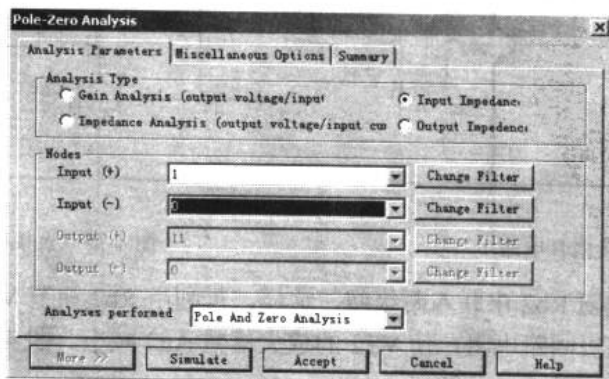 Pole-Zero Analysis
Analysis Parameters Miscellaneous Options Summary
Analysis Type
Gain Analysis (output voltage/input Input Impedanc
Impedance Analysis (output voltage/input cu Output Impedenc
Nodes
Input (+) 1 Change Filter
Input (-) 0 Change Filter
Output (+) 11 Change Filter
Output (-) 0 Change Filter
Analyses performed Pole And Zero Analysis
More >> Simulate Accept Cancel Help